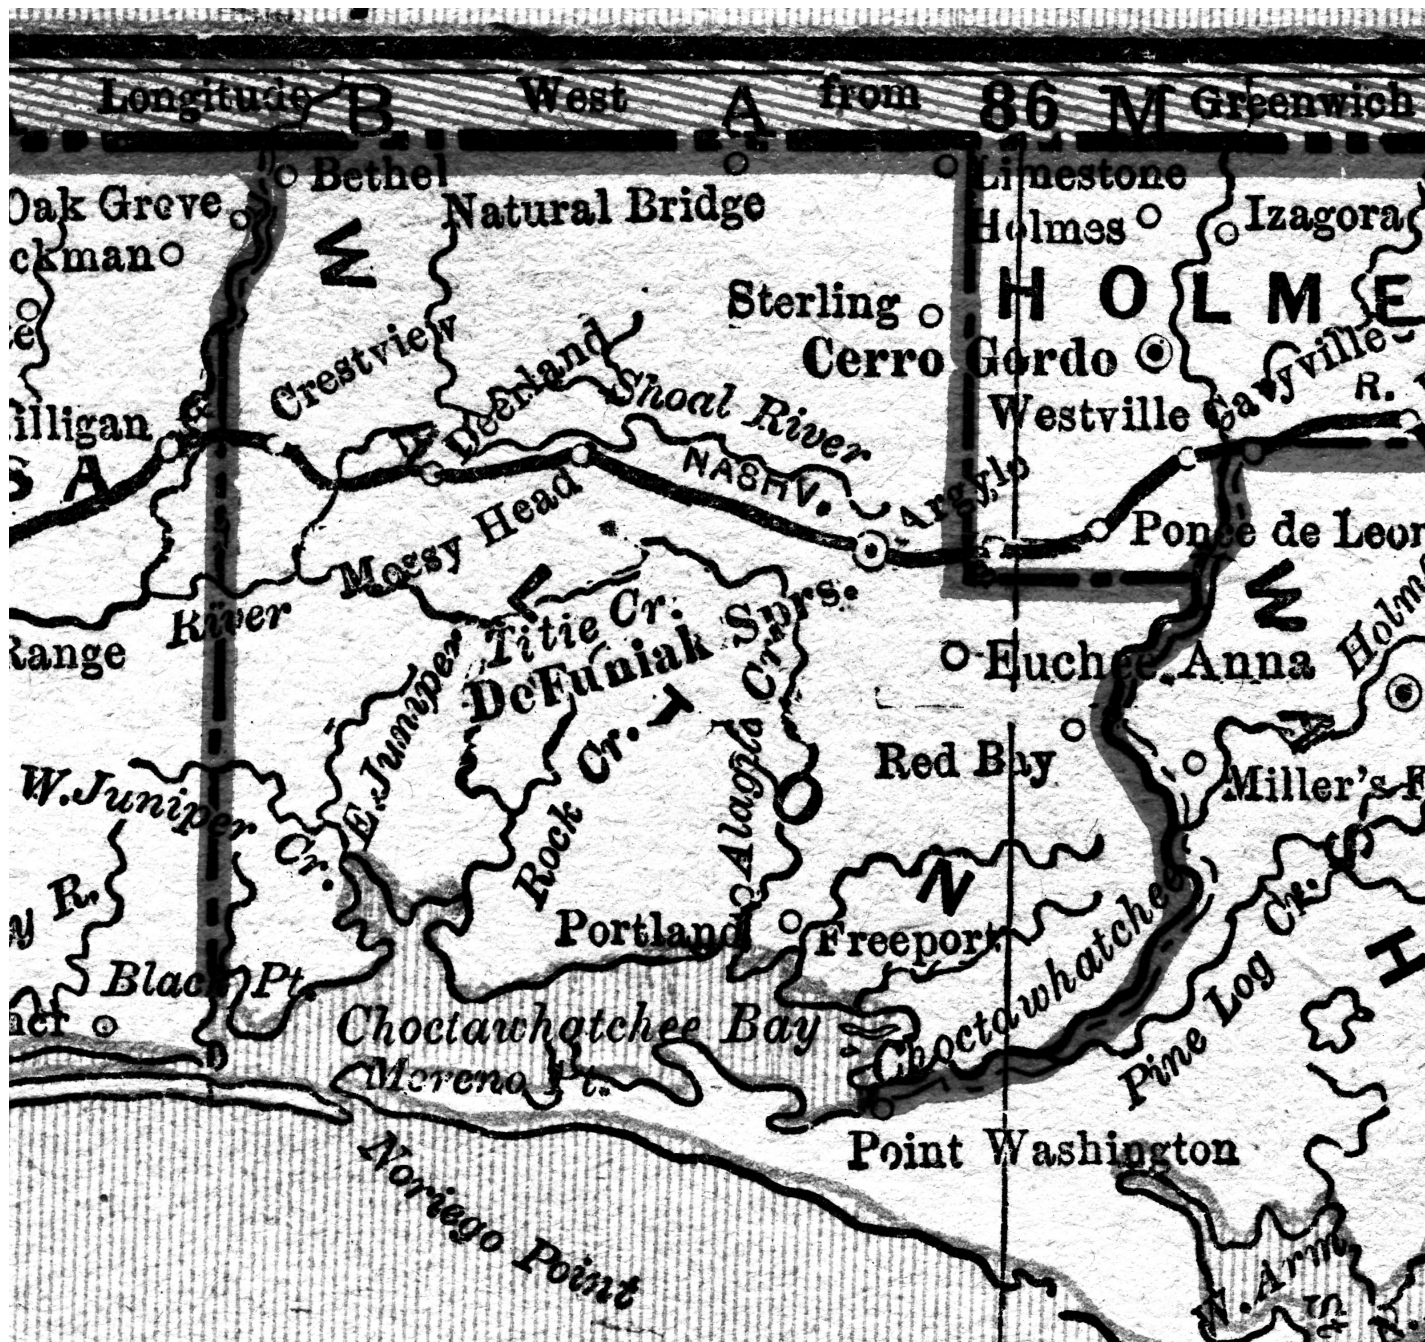 Longitude West from 86 Greenwich
B A M
Bethel
Limestone
Oak Grove
Natural Bridge
Holmes
Izagora
ckman
W
Sterling
HOLME
Crestview
Cerro Gordo
Deerland
Shoal River
Westville
Caryville
R.
illigan
A
SA
NASHV.
Argyle
Mossy Head
Ponce de Leon
L
W
River
Titie Cr.
Holm
Range
DeFuniak Sprs.
Euchee Anna
E. Juniper
T
A
Rock Cr.
Alaqua Cr.
Red Bay
W. Juniper Cr.
O
Miller's F
S
N
y R.
Portland
Freeport
Choctawhatchee
Pine Log Cr.
H
Black Pt.
Choctawhatchee Bay
Moreno Pt.
Point Washington
Noriego Point
W. Arm
St